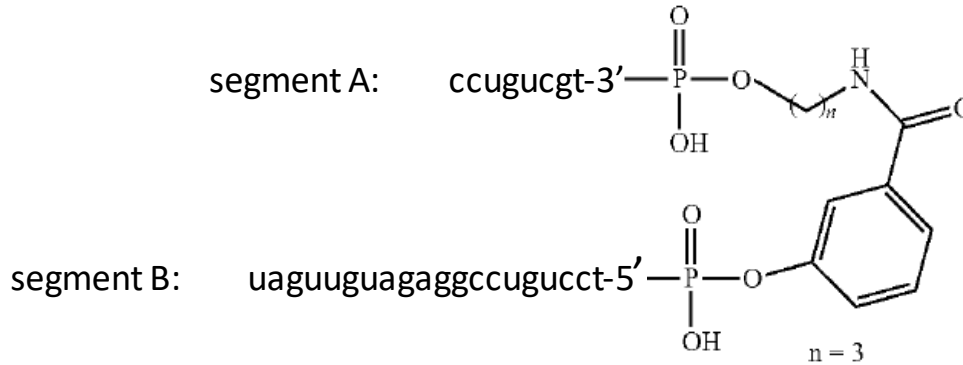 O
segment A: ccugucgt-3' P O ( )n H N
OH O
O
segment B: uaguuguagaggccugucct-5' P O
OH
n = 3